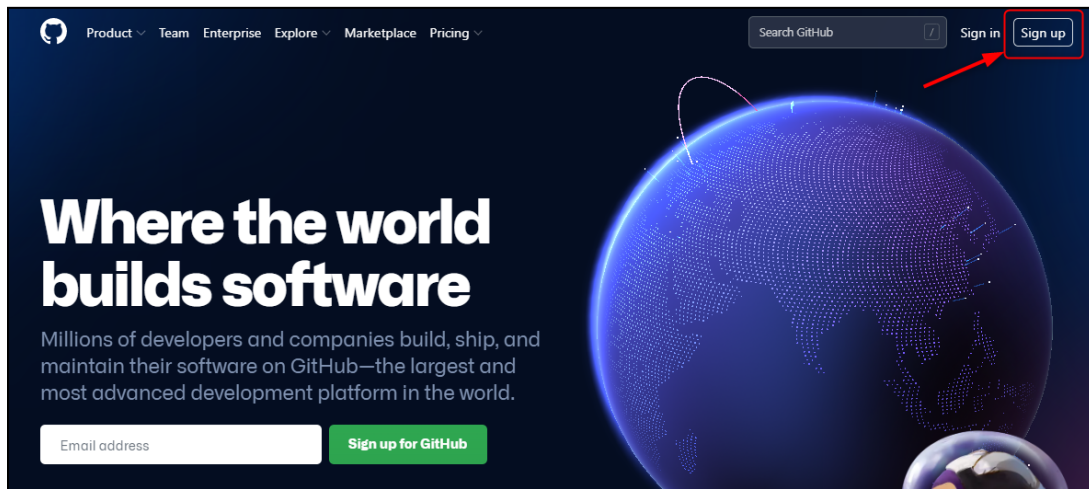 Product Team Enterprise Explore Marketplace Pricing Search GitHub / Sign in Sign up
Where the world
builds software
Millions of developers and companies build, ship, and
maintain their software on GitHub—the largest and
most advanced development platform in the world.
Email address Sign up for GitHub